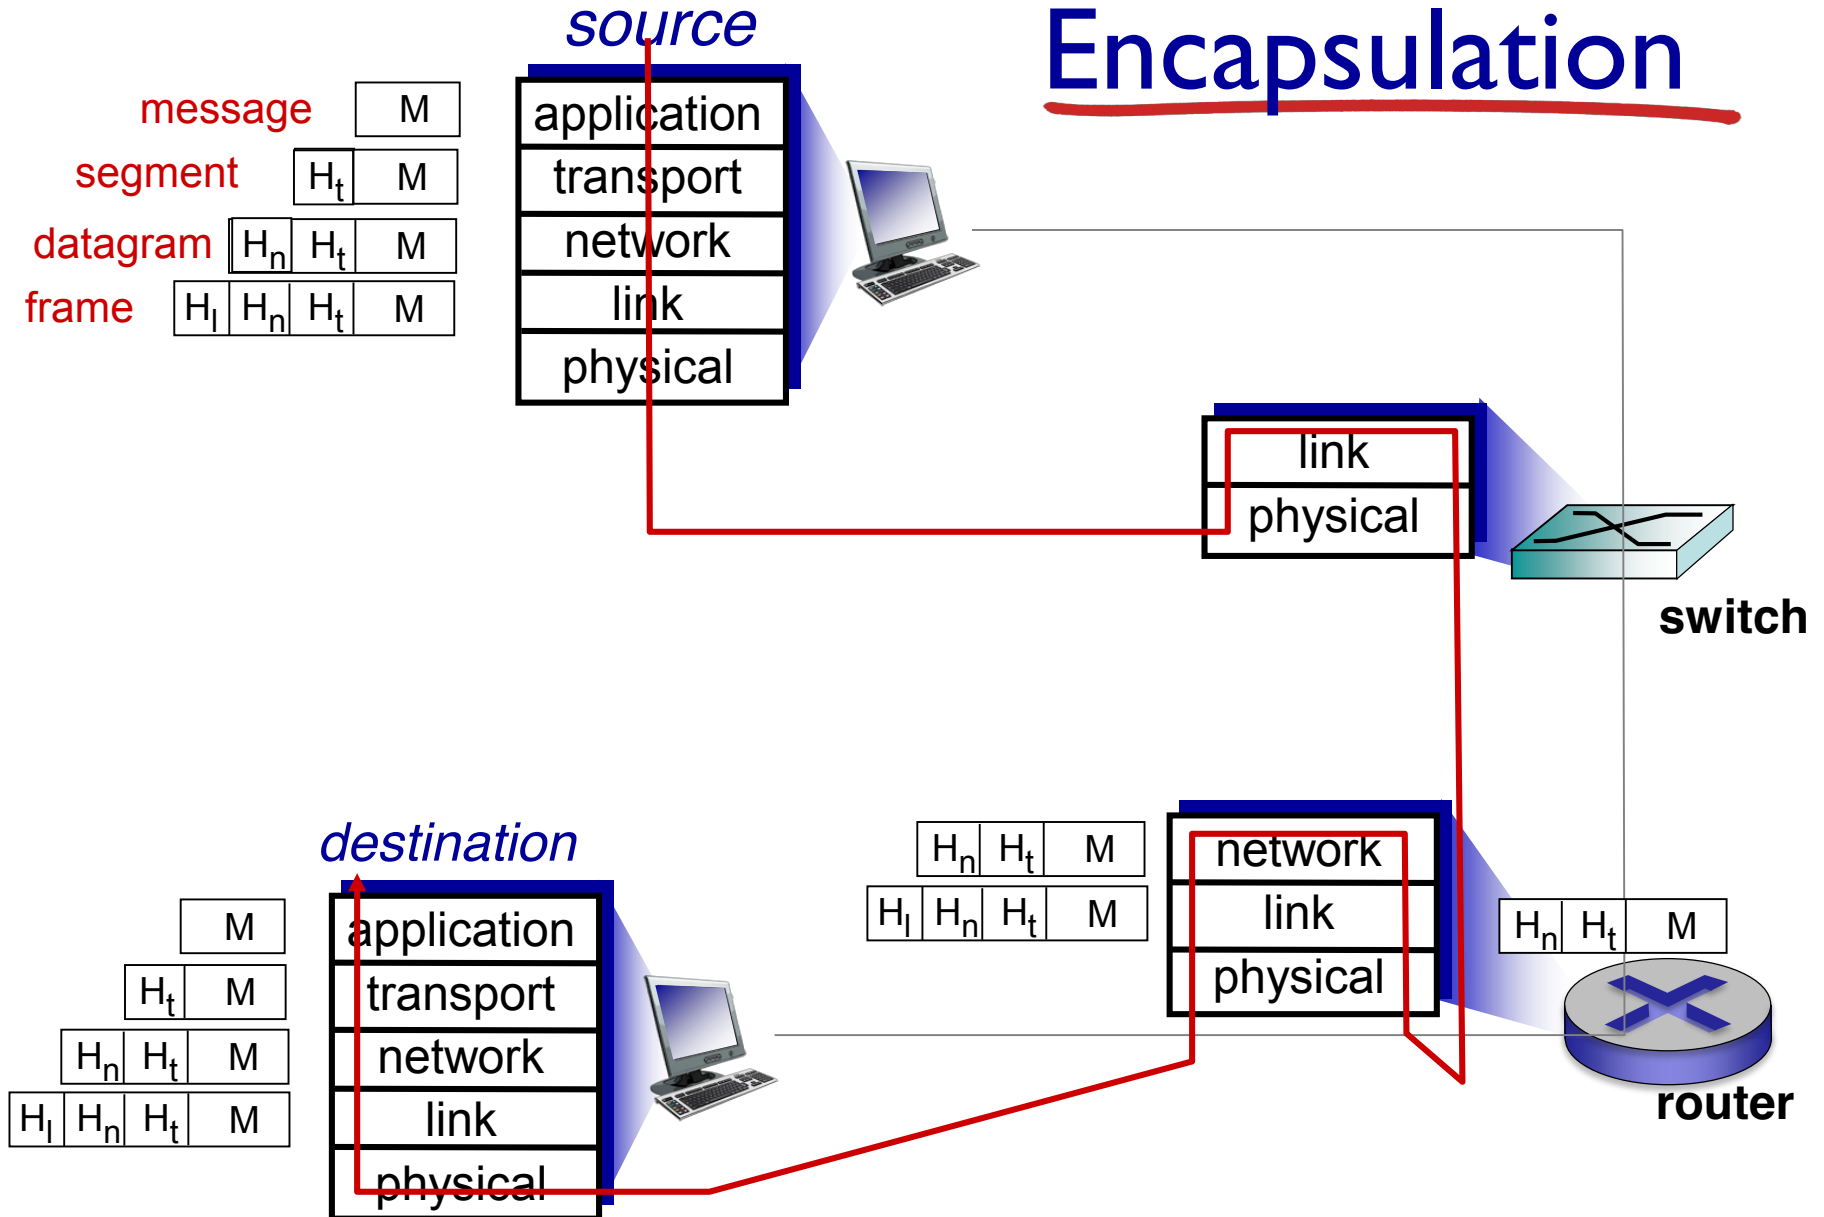 source
Encapsulation
message M
segment Ht M
datagram Hn Ht M
frame Hl Hn Ht M
application
transport
network
link
physical
link
physical
switch
destination
M
Ht M
Hn Ht M
Hl Hn Ht M
application
transport
network
link
physical
Hn Ht M
Hl Hn Ht M
network
link
physical
Hn Ht M
router